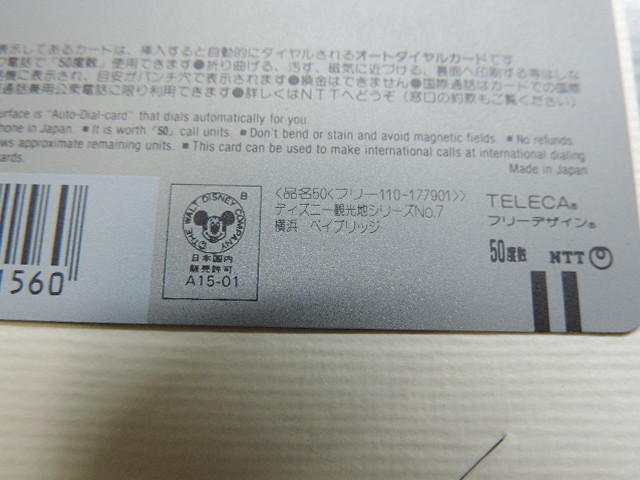 表示してあるカードは、挿入すると自動的にダイヤルされるオートダイヤルカードです
電話で「50度数」使用できます●折り曲げる、汚す、磁気に近づける、裏面へ印刷する等はしな
機に表示され、目安がパンチ穴で表示されます●換金はできません●国際通話はカードでの国際
通話兼用公衆電話に限り利用できます●詳しくはNTTへどうぞ(窓口の約款もご覧ください)
surface is "Auto-Dial-card" that dials automatically for you.
phone in Japan. ■ It is worth「50」call units. ■ Don't bend or stain and avoid magnetic fields. ■ No refunds.
ws approximate remaining units. ■ This card can be used to make international calls at international dialing
cards.
Made in Japan
1560
B
©THE WALT DISNEY COMPANY
日本国内
販売許可
A15-01
〈品名50〈フリー110-177901〉〉
ディズニー観光地シリーズNo.7
横浜 ベイブリッジ
TELECA®
フリーデザイン®
50度数 NTT